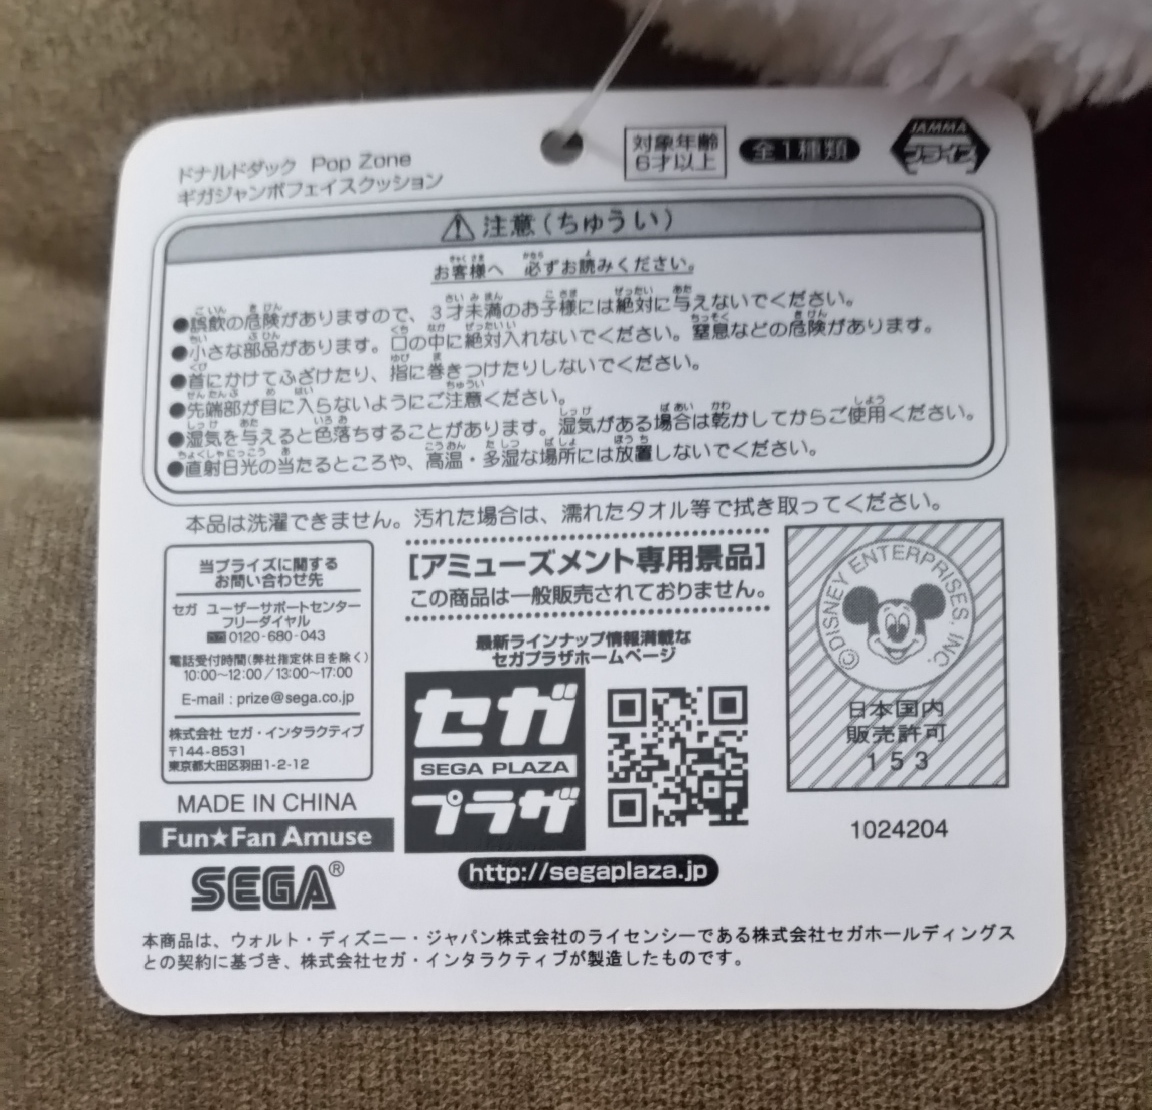 ドナルドダック Pop Zone
ギガジャンボフェイスクッション
対象年齢
6才以上
全1種類
JAMMA
プライズ
注意(ちゅうい)
お客様へ 必ずお読みください。
●誤飲の危険がありますので、3才未満のお子様には絶対に与えないでください。
●小さな部品があります。口の中に絶対入れないでください。窒息などの危険があります。
●首にかけてふざけたり、指に巻きつけたりしないでください。
●先端部が目に入らないようにご注意ください。
●湿気を与えると色落ちすることがあります。湿気がある場合は乾かしてからご使用ください。
●直射日光の当たるところや、高温・多湿な場所には放置しないでください。
本品は洗濯できません。汚れた場合は、濡れたタオル等で拭き取ってください。
当プライズに関する
お問い合わせ先
セガ ユーザーサポートセンター
フリーダイヤル
0120-680-043
電話受付時間(弊社指定休日を除く)
10:00〜12:00/13:00〜17:00
E-mail : prize@sega.co.jp
株式会社 セガ・インタラクティブ
〒144-8531
東京都大田区羽田1-2-12
MADE IN CHINA
Fun★Fan Amuse
SEGA®
[アミューズメント専用景品]
この商品は一般販売されておりません。
最新ラインナップ情報満載な
セガプラザホームページ
セガ
SEGA PLAZA
プラザ
http://segaplaza.jp
©DISNEY ENTERPRISES, INC.
日本国内
販売許可
153
1024204
本商品は、ウォルト・ディズニー・ジャパン株式会社のライセンシーである株式会社セガホールディングス
との契約に基づき、株式会社セガ・インタラクティブが製造したものです。